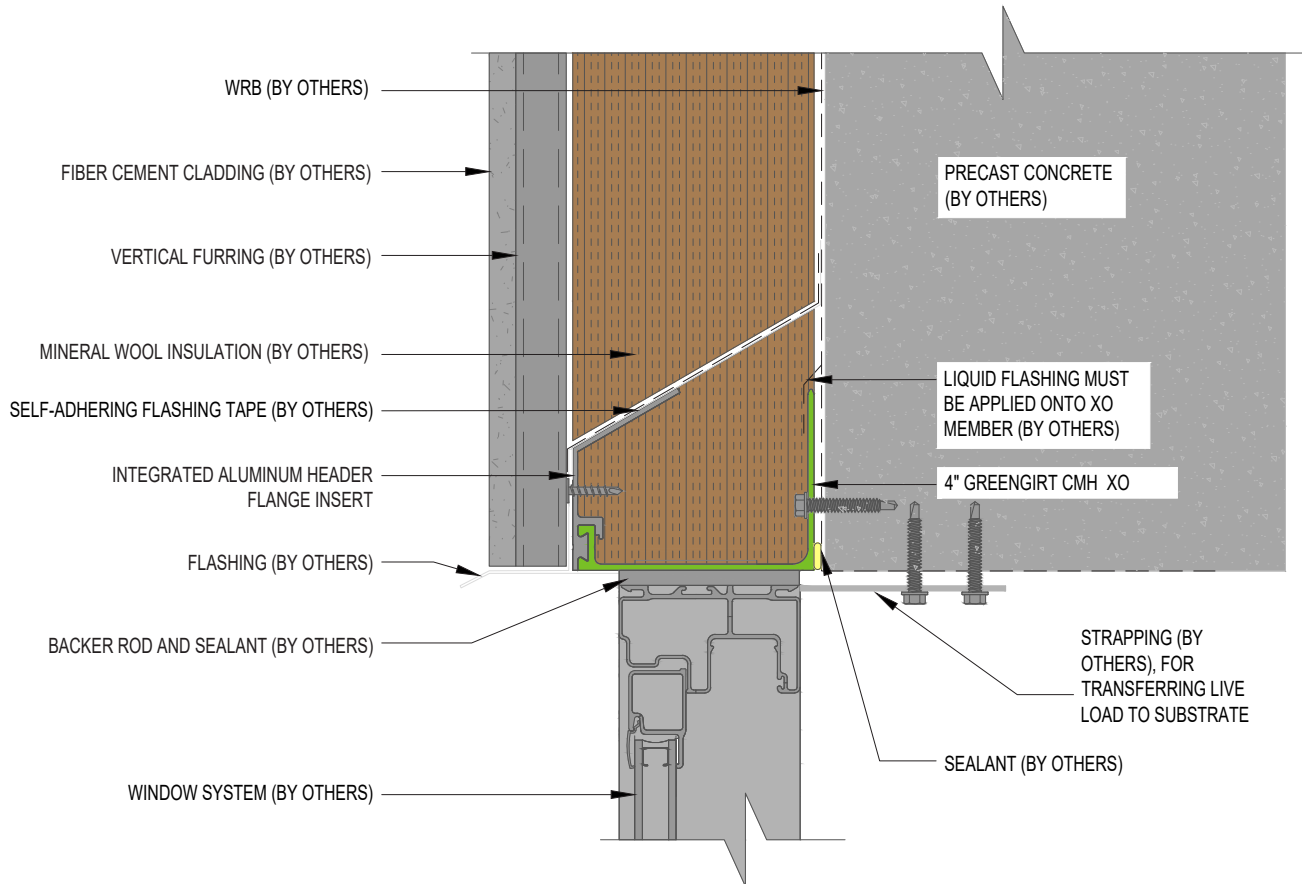 WRB (BY OTHERS)
FIBER CEMENT CLADDING (BY OTHERS)
VERTICAL FURRING (BY OTHERS)
MINERAL WOOL INSULATION (BY OTHERS)
SELF-ADHERING FLASHING TAPE (BY OTHERS)
INTEGRATED ALUMINUM HEADER
FLANGE INSERT
FLASHING (BY OTHERS)
BACKER ROD AND SEALANT (BY OTHERS)
WINDOW SYSTEM (BY OTHERS)
PRECAST CONCRETE
(BY OTHERS)
LIQUID FLASHING MUST
BE APPLIED ONTO XO
MEMBER (BY OTHERS)
4" GREENGIRT CMH XO
STRAPPING (BY
OTHERS), FOR
TRANSFERRING LIVE
LOAD TO SUBSTRATE
SEALANT (BY OTHERS)